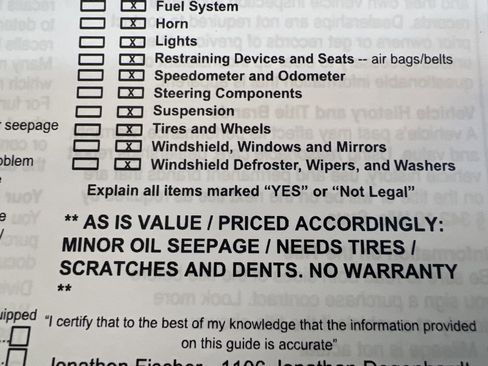 Fuel System
X Horn
X Lights
X Restraining Devices and Seats -- air bags/belts
X Speedometer and Odometer
X Steering Components
X Suspension
r seepage X Tires and Wheels
X Windshield, Windows and Mirrors
oblem X Windshield Defroster, Wipers, and Washers
Explain all items marked “YES” or “Not Legal”
** AS IS VALUE / PRICED ACCORDINGLY:
MINOR OIL SEEPAGE / NEEDS TIRES /
SCRATCHES AND DENTS. NO WARRANTY
**
uipped “I certify that to the best of my knowledge that the information provided
on this guide is accurate”